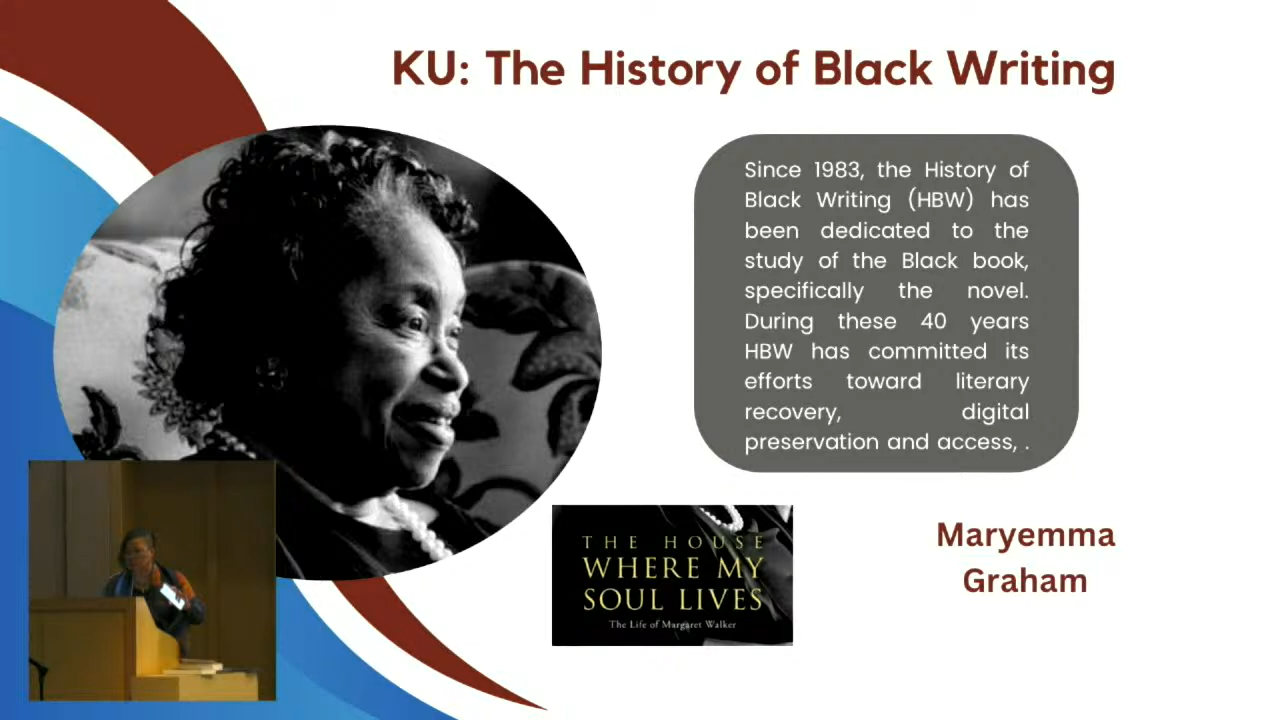 KU: The History of Black Writing
Since 1983, the History of
Black Writing (HBW) has
been dedicated to the
study of the Black book,
specifically the novel.
During these 40 years
HBW has committed its
efforts toward literary
recovery, digital
preservation and access, .
THE HOUSE
WHERE MY
SOUL LIVES
The Life of Margaret Walker
Maryemma
Graham